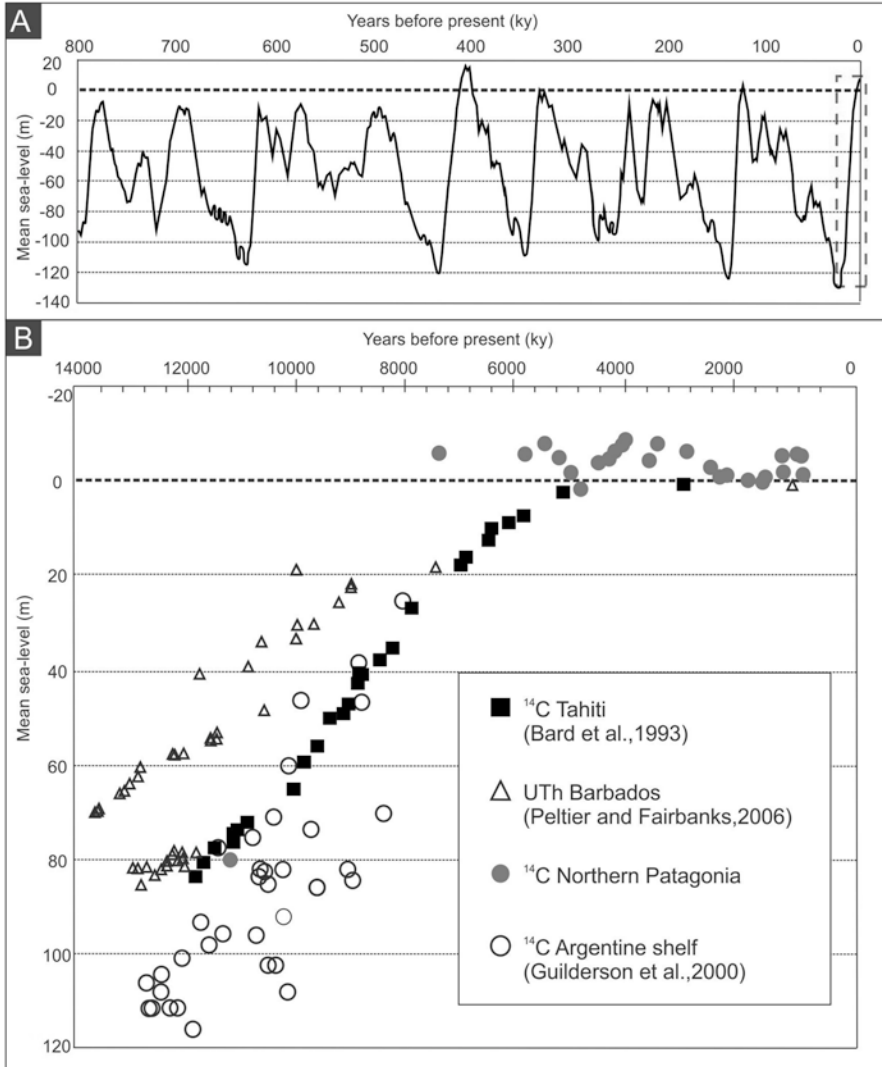 A
Years before present (ky)
800 700 600 500 400 300 200 100 0
Mean sea-level (m)
20
0
-20
-40
-60
-80
-100
-120
-140
B
Years before present (ky)
14000 12000 10000 8000 6000 4000 2000 0
Mean sea-level (m)
-20
0
20
40
60
80
100
120
¹⁴C Tahiti
(Bard et al.,1993)
UTh Barbados
(Peltier and Fairbanks,2006)
¹⁴C Northern Patagonia
¹⁴C Argentine shelf
(Guilderson et al.,2000)